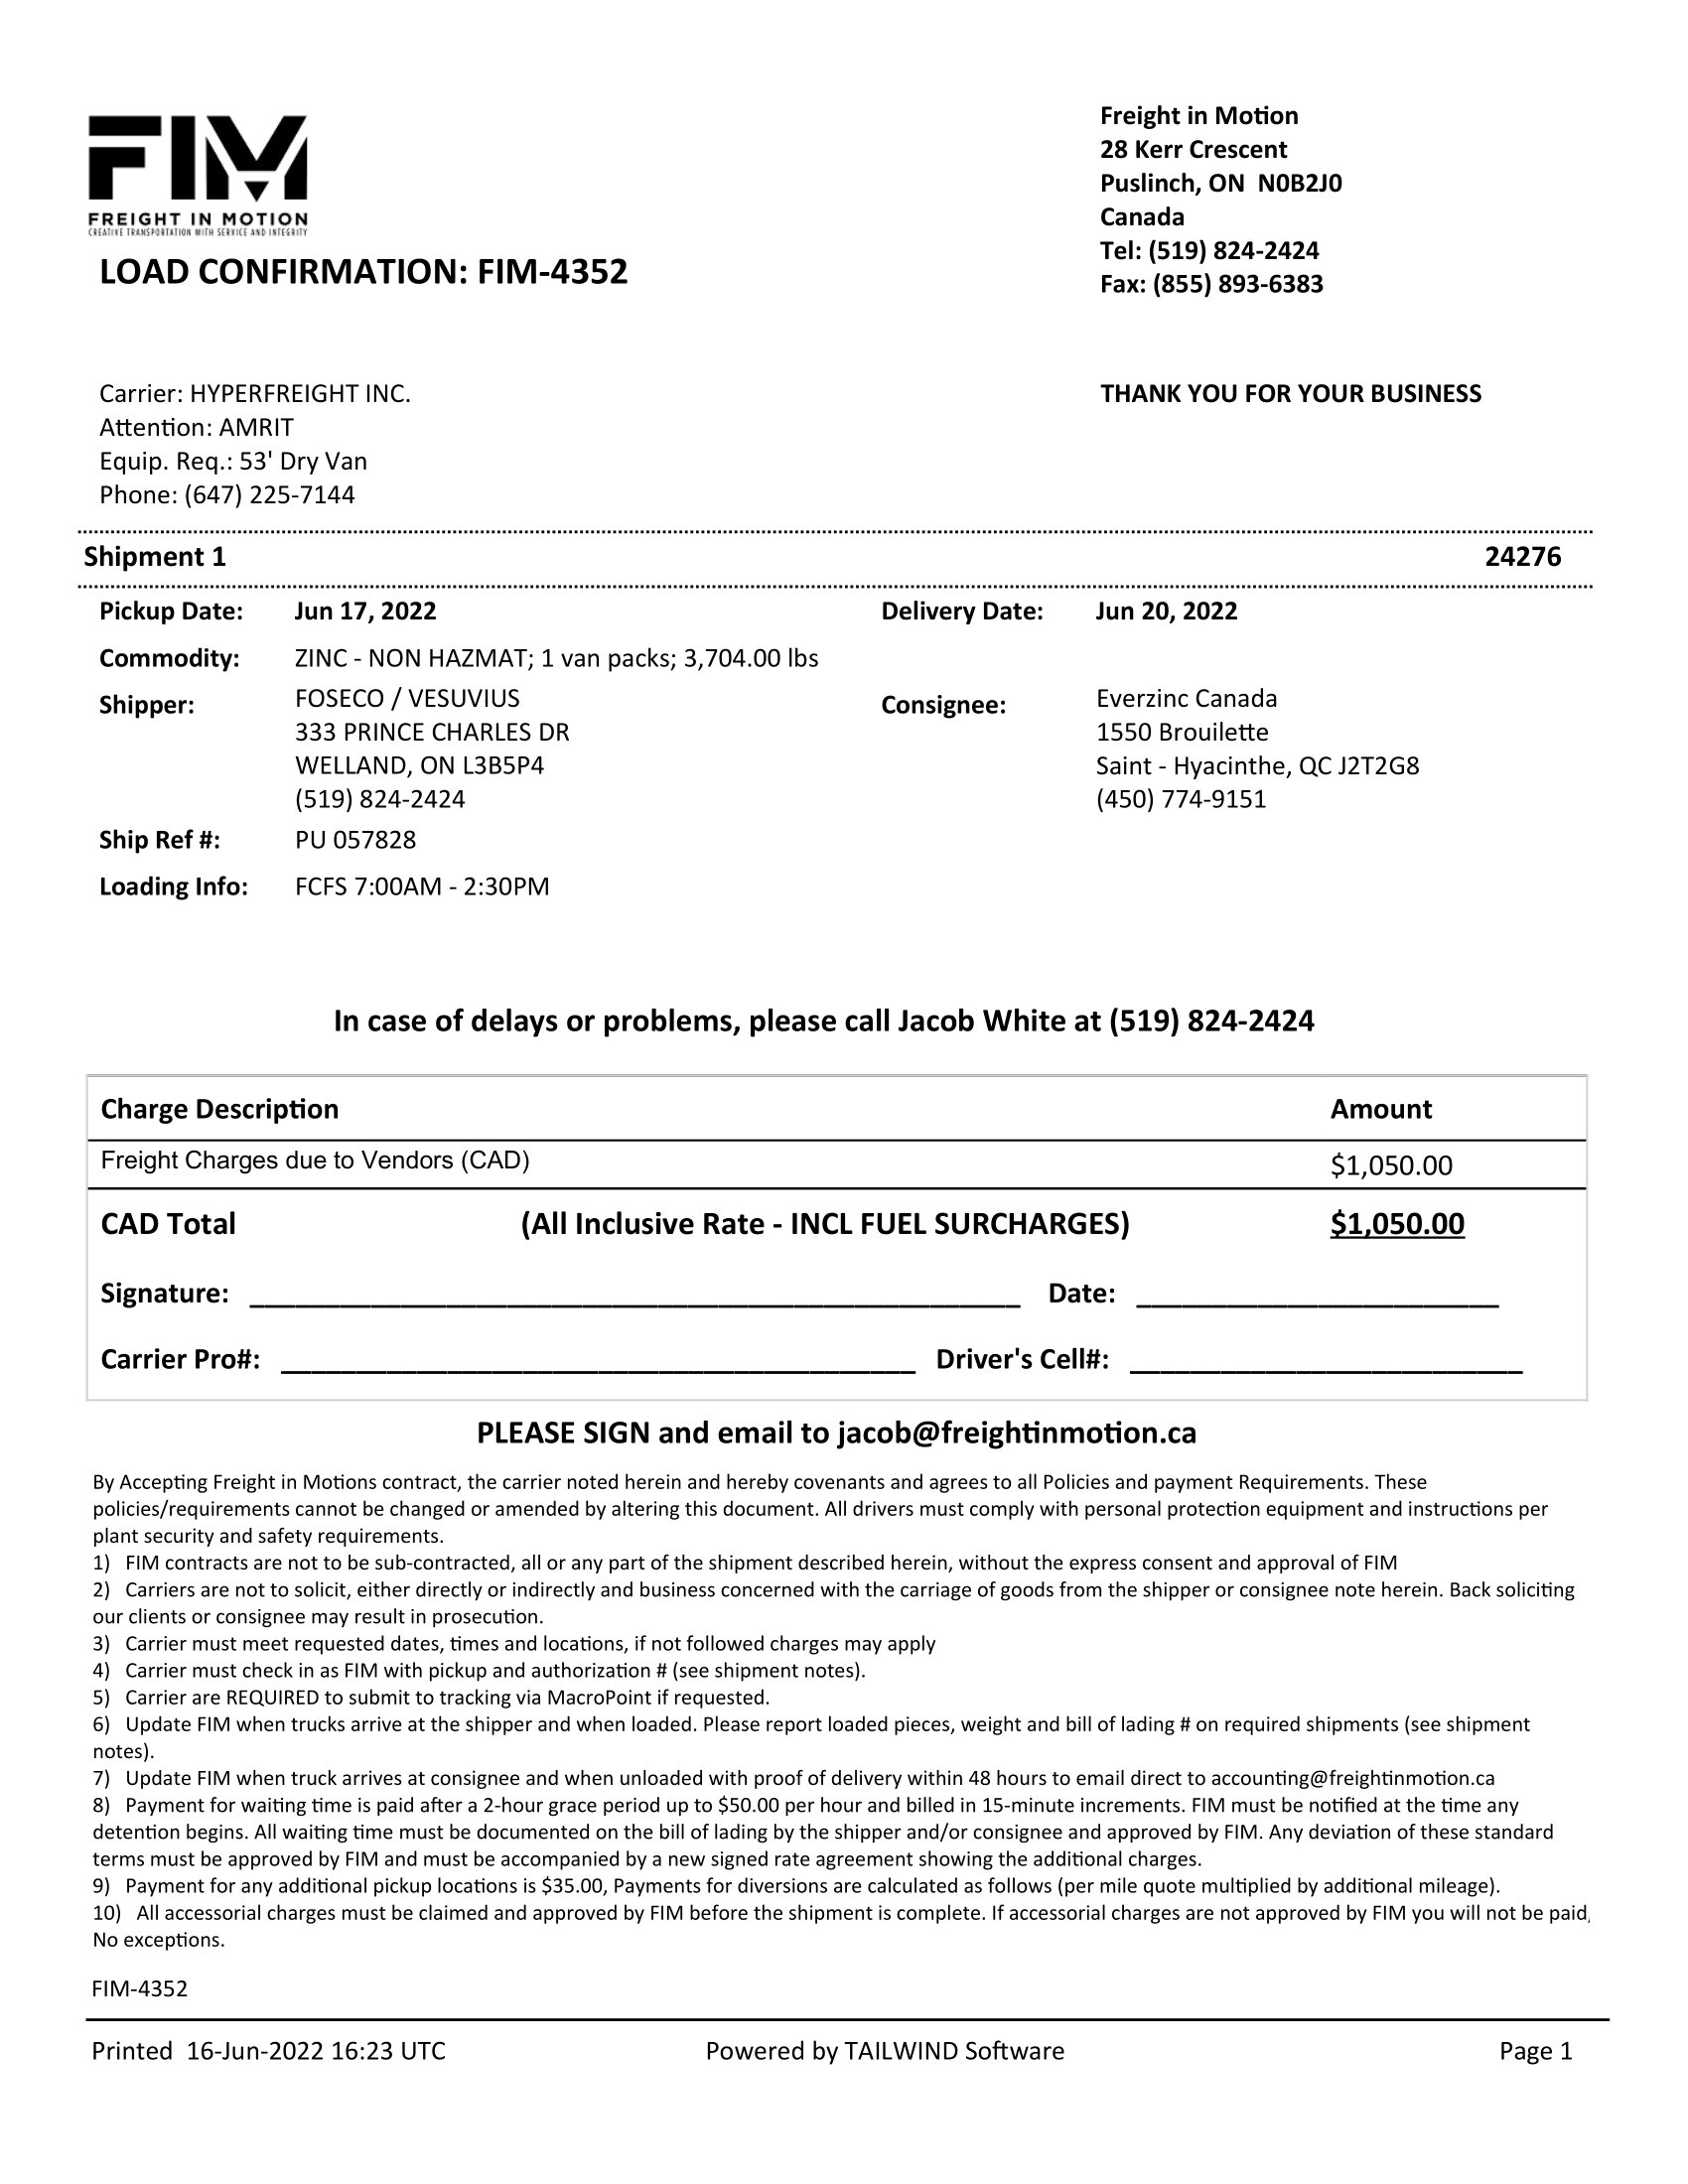 FIM
FREIGHT IN MOTION
CREATIVE TRANSPORTATION WITH SERVICE AND INTEGRITY
LOAD CONFIRMATION: FIM-4352
Freight in Motion
28 Kerr Crescent
Puslinch, ON  N0B2J0
Canada
Tel: (519) 824-2424
Fax: (855) 893-6383
Carrier: HYPERFREIGHT INC.
Attention: AMRIT
Equip. Req.: 53' Dry Van
Phone: (647) 225-7144
THANK YOU FOR YOUR BUSINESS
Shipment 1 24276
Pickup Date: Jun 17, 2022 Delivery Date: Jun 20, 2022
Commodity: ZINC - NON HAZMAT; 1 van packs; 3,704.00 lbs
Shipper: FOSECO / VESUVIUS
333 PRINCE CHARLES DR
WELLAND, ON L3B5P4
(519) 824-2424
Consignee: Everzinc Canada
1550 Brouilette
Saint - Hyacinthe, QC J2T2G8
(450) 774-9151
Ship Ref #: PU 057828
Loading Info: FCFS 7:00AM - 2:30PM
In case of delays or problems, please call Jacob White at (519) 824-2424
Charge Description Amount
Freight Charges due to Vendors (CAD) $1,050.00
CAD Total (All Inclusive Rate - INCL FUEL SURCHARGES) $1,050.00
Signature: Date:
Carrier Pro#: Driver's Cell#:
PLEASE SIGN and email to jacob@freightinmotion.ca
By Accepting Freight in Motions contract, the carrier noted herein and hereby covenants and agrees to all Policies and payment Requirements. These
policies/requirements cannot be changed or amended by altering this document. All drivers must comply with personal protection equipment and instructions per
plant security and safety requirements.
1) FIM contracts are not to be sub-contracted, all or any part of the shipment described herein, without the express consent and approval of FIM
2) Carriers are not to solicit, either directly or indirectly and business concerned with the carriage of goods from the shipper or consignee note herein. Back soliciting
our clients or consignee may result in prosecution.
3) Carrier must meet requested dates, times and locations, if not followed charges may apply
4) Carrier must check in as FIM with pickup and authorization # (see shipment notes).
5) Carrier are REQUIRED to submit to tracking via MacroPoint if requested.
6) Update FIM when trucks arrive at the shipper and when loaded. Please report loaded pieces, weight and bill of lading # on required shipments (see shipment
notes).
7) Update FIM when truck arrives at consignee and when unloaded with proof of delivery within 48 hours to email direct to accounting@freightinmotion.ca
8) Payment for waiting time is paid after a 2-hour grace period up to $50.00 per hour and billed in 15-minute increments. FIM must be notified at the time any
detention begins. All waiting time must be documented on the bill of lading by the shipper and/or consignee and approved by FIM. Any deviation of these standard
terms must be approved by FIM and must be accompanied by a new signed rate agreement showing the additional charges.
9) Payment for any additional pickup locations is $35.00, Payments for diversions are calculated as follows (per mile quote multiplied by additional mileage).
10) All accessorial charges must be claimed and approved by FIM before the shipment is complete. If accessorial charges are not approved by FIM you will not be paid,
No exceptions.
FIM-4352
Printed  16-Jun-2022 16:23 UTC Powered by TAILWIND Software Page 1